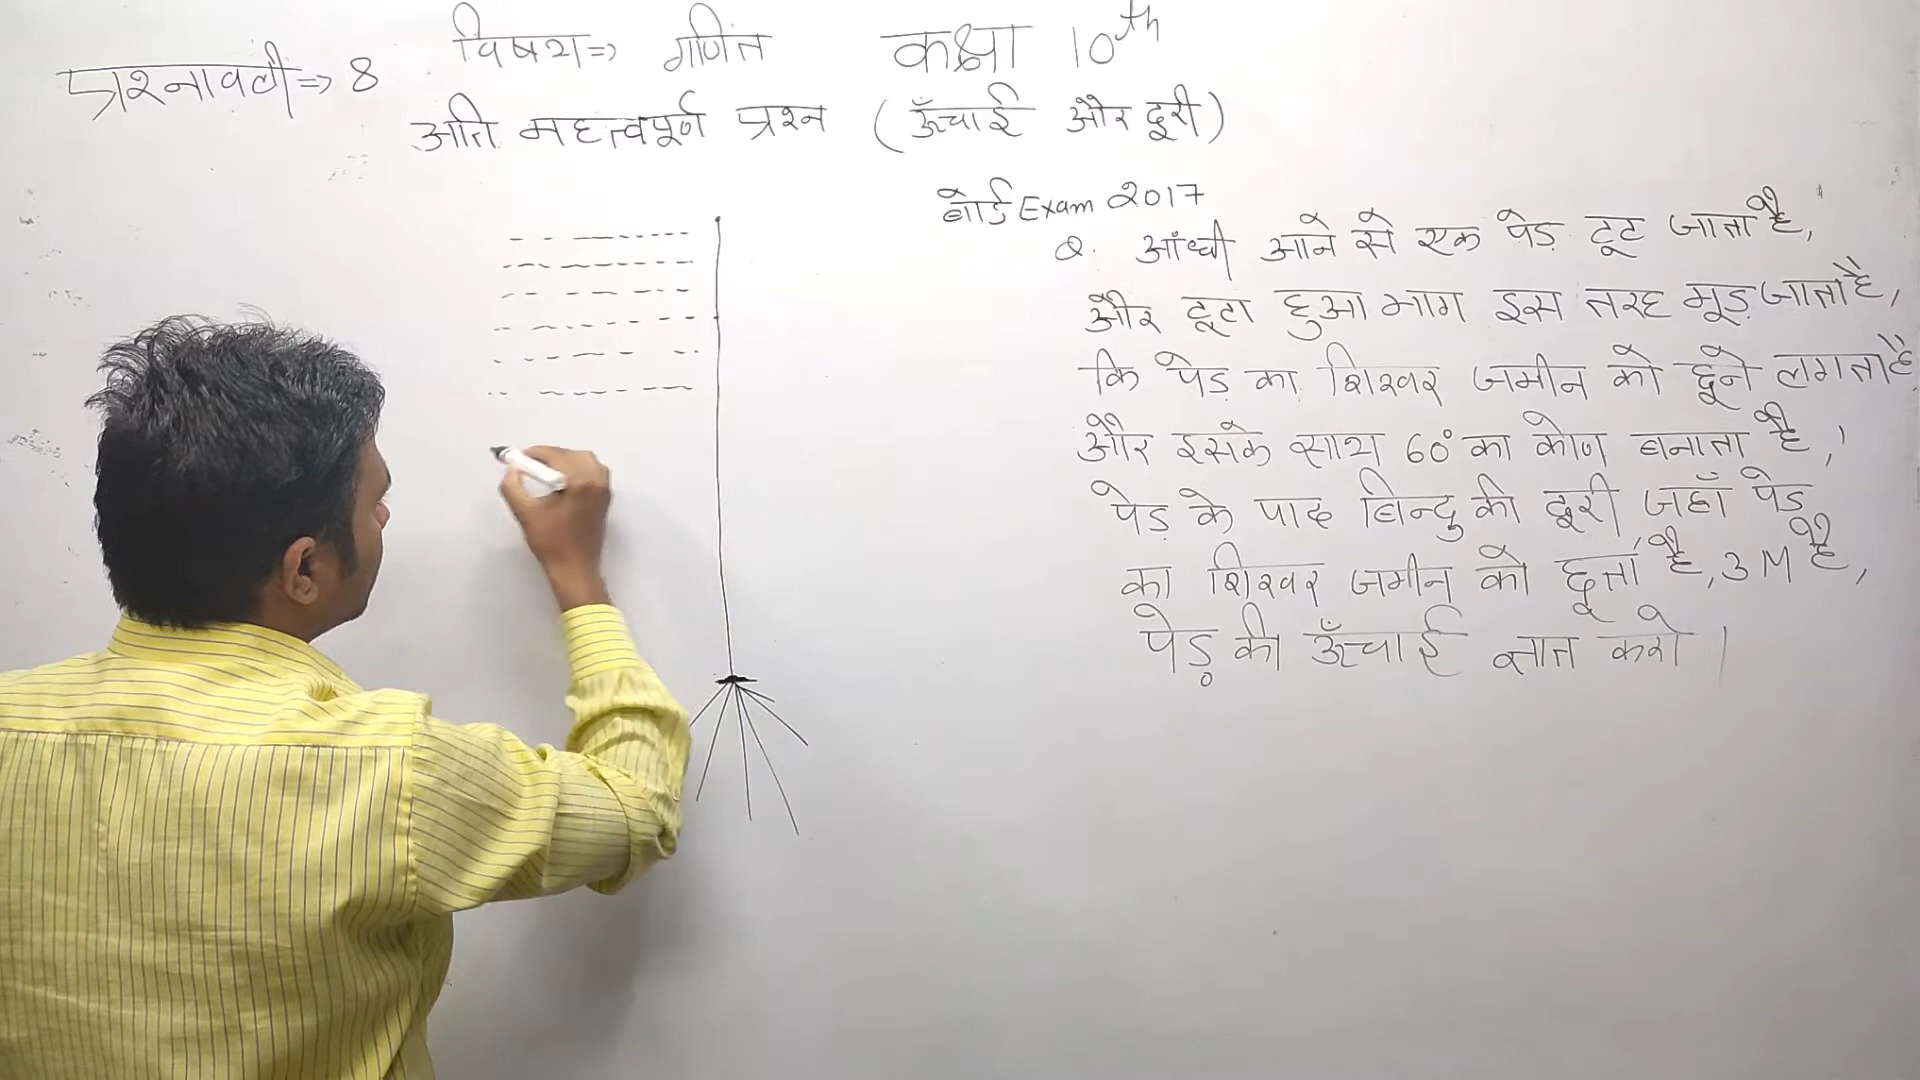 प्रश्नावली => 8
विषय => गणित कक्षा 10th
अति महत्वपूर्ण प्रश्न ( ऊँचाई और दूरी )
बोर्ड Exam 2017
Q. आंधी आने से एक पेड़ टूट जाता है,
और टूटा हुआ भाग इस तरह मूड़ जाता है,
कि पेड़ का शिखर जमीन को छूने लगता है
और इसके साथ 60° का कोण बनाता है,
पेड़ के पाद बिन्दु की दूरी जहाँ पेड़
का शिखर जमीन को छूता है, 3 M है,
पेड़ की ऊँचाई ज्ञात करो।